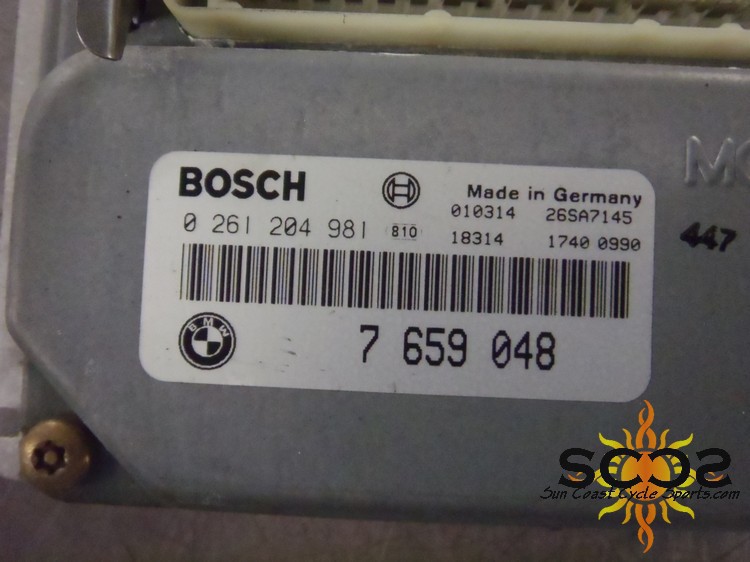 MO
BOSCH
Made in Germany
0 261 204 981 810
010314 26SA7145
18314 1740 0990
447
BMW
7 659 048
SCCS
Sun Coast Cycle Sports.com